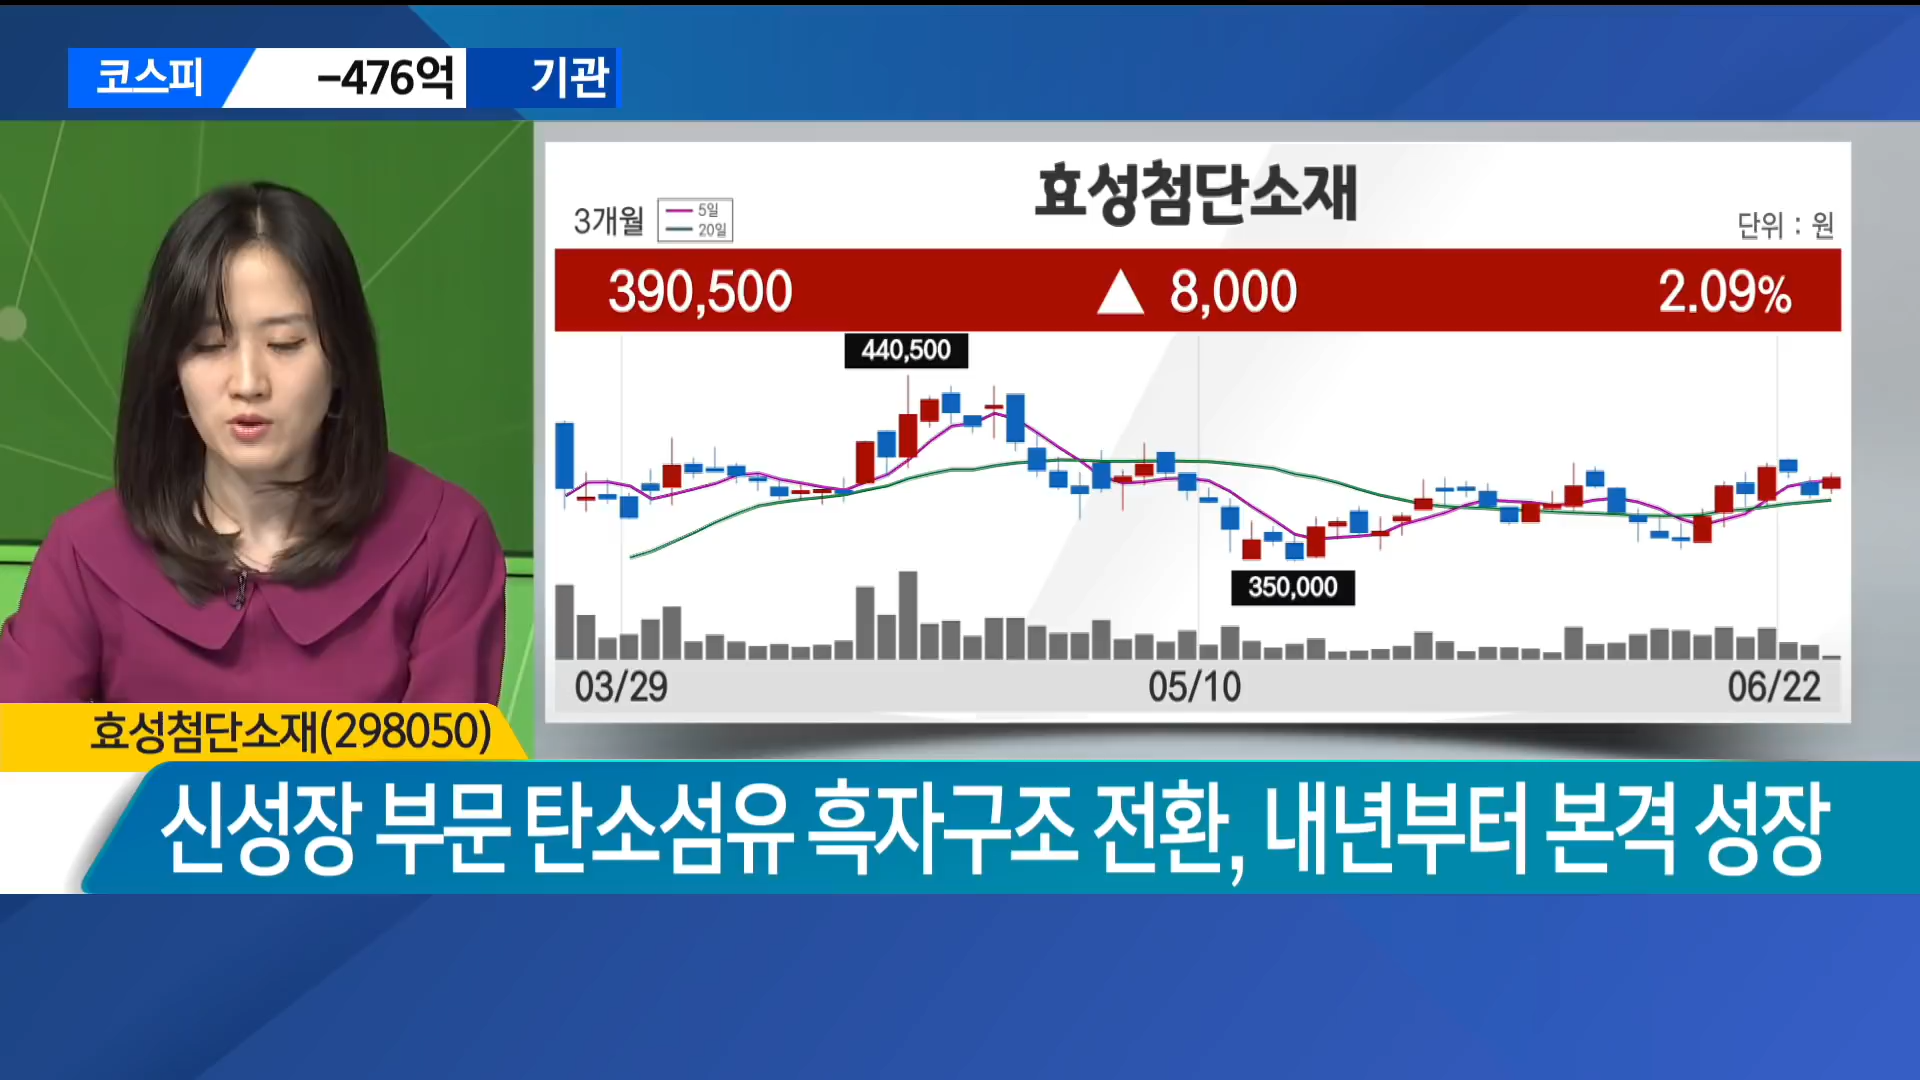 코스피 -476억 기관
효성첨단소재
3개월 5일
20일
단위 : 원
390,500 ▲ 8,000 2.09%
440,500
350,000
03/29 05/10 06/22
효성첨단소재(298050)
신성장 부문 탄소섬유 흑자구조 전환, 내년부터 본격 성장